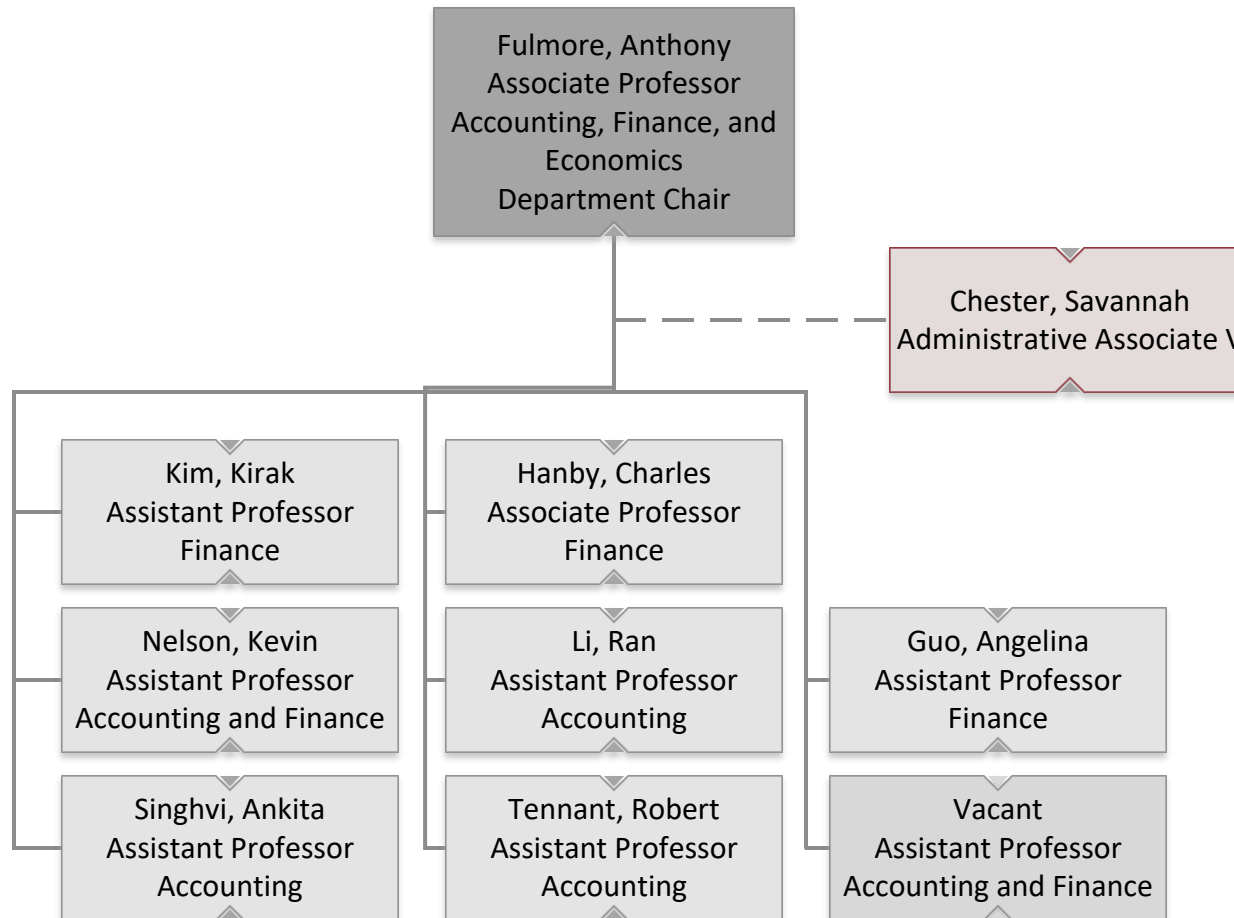 Fulmore, Anthony
Associate Professor
Accounting, Finance, and
Economics
Department Chair
Chester, Savannah
Administrative Associate
Kim, Kirak
Assistant Professor
Finance
Nelson, Kevin
Assistant Professor
Accounting and Finance
Singhvi, Ankita
Assistant Professor
Accounting
Hanby, Charles
Associate Professor
Finance
Li, Ran
Assistant Professor
Accounting
Tennant, Robert
Assistant Professor
Accounting
Guo, Angelina
Assistant Professor
Finance
Vacant
Assistant Professor
Accounting and Finance